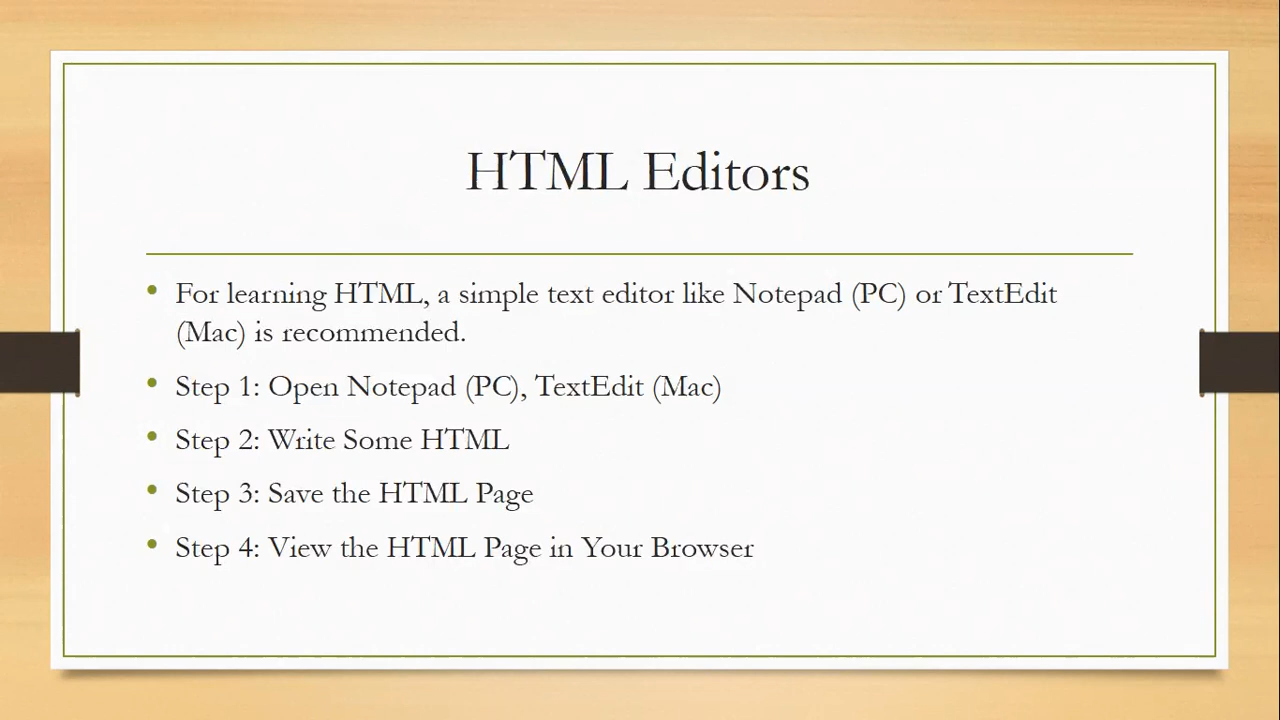 HTML Editors
For learning HTML, a simple text editor like Notepad (PC) or TextEdit
(Mac) is recommended.
Step 1: Open Notepad (PC), TextEdit (Mac)
Step 2: Write Some HTML
Step 3: Save the HTML Page
Step 4: View the HTML Page in Your Browser